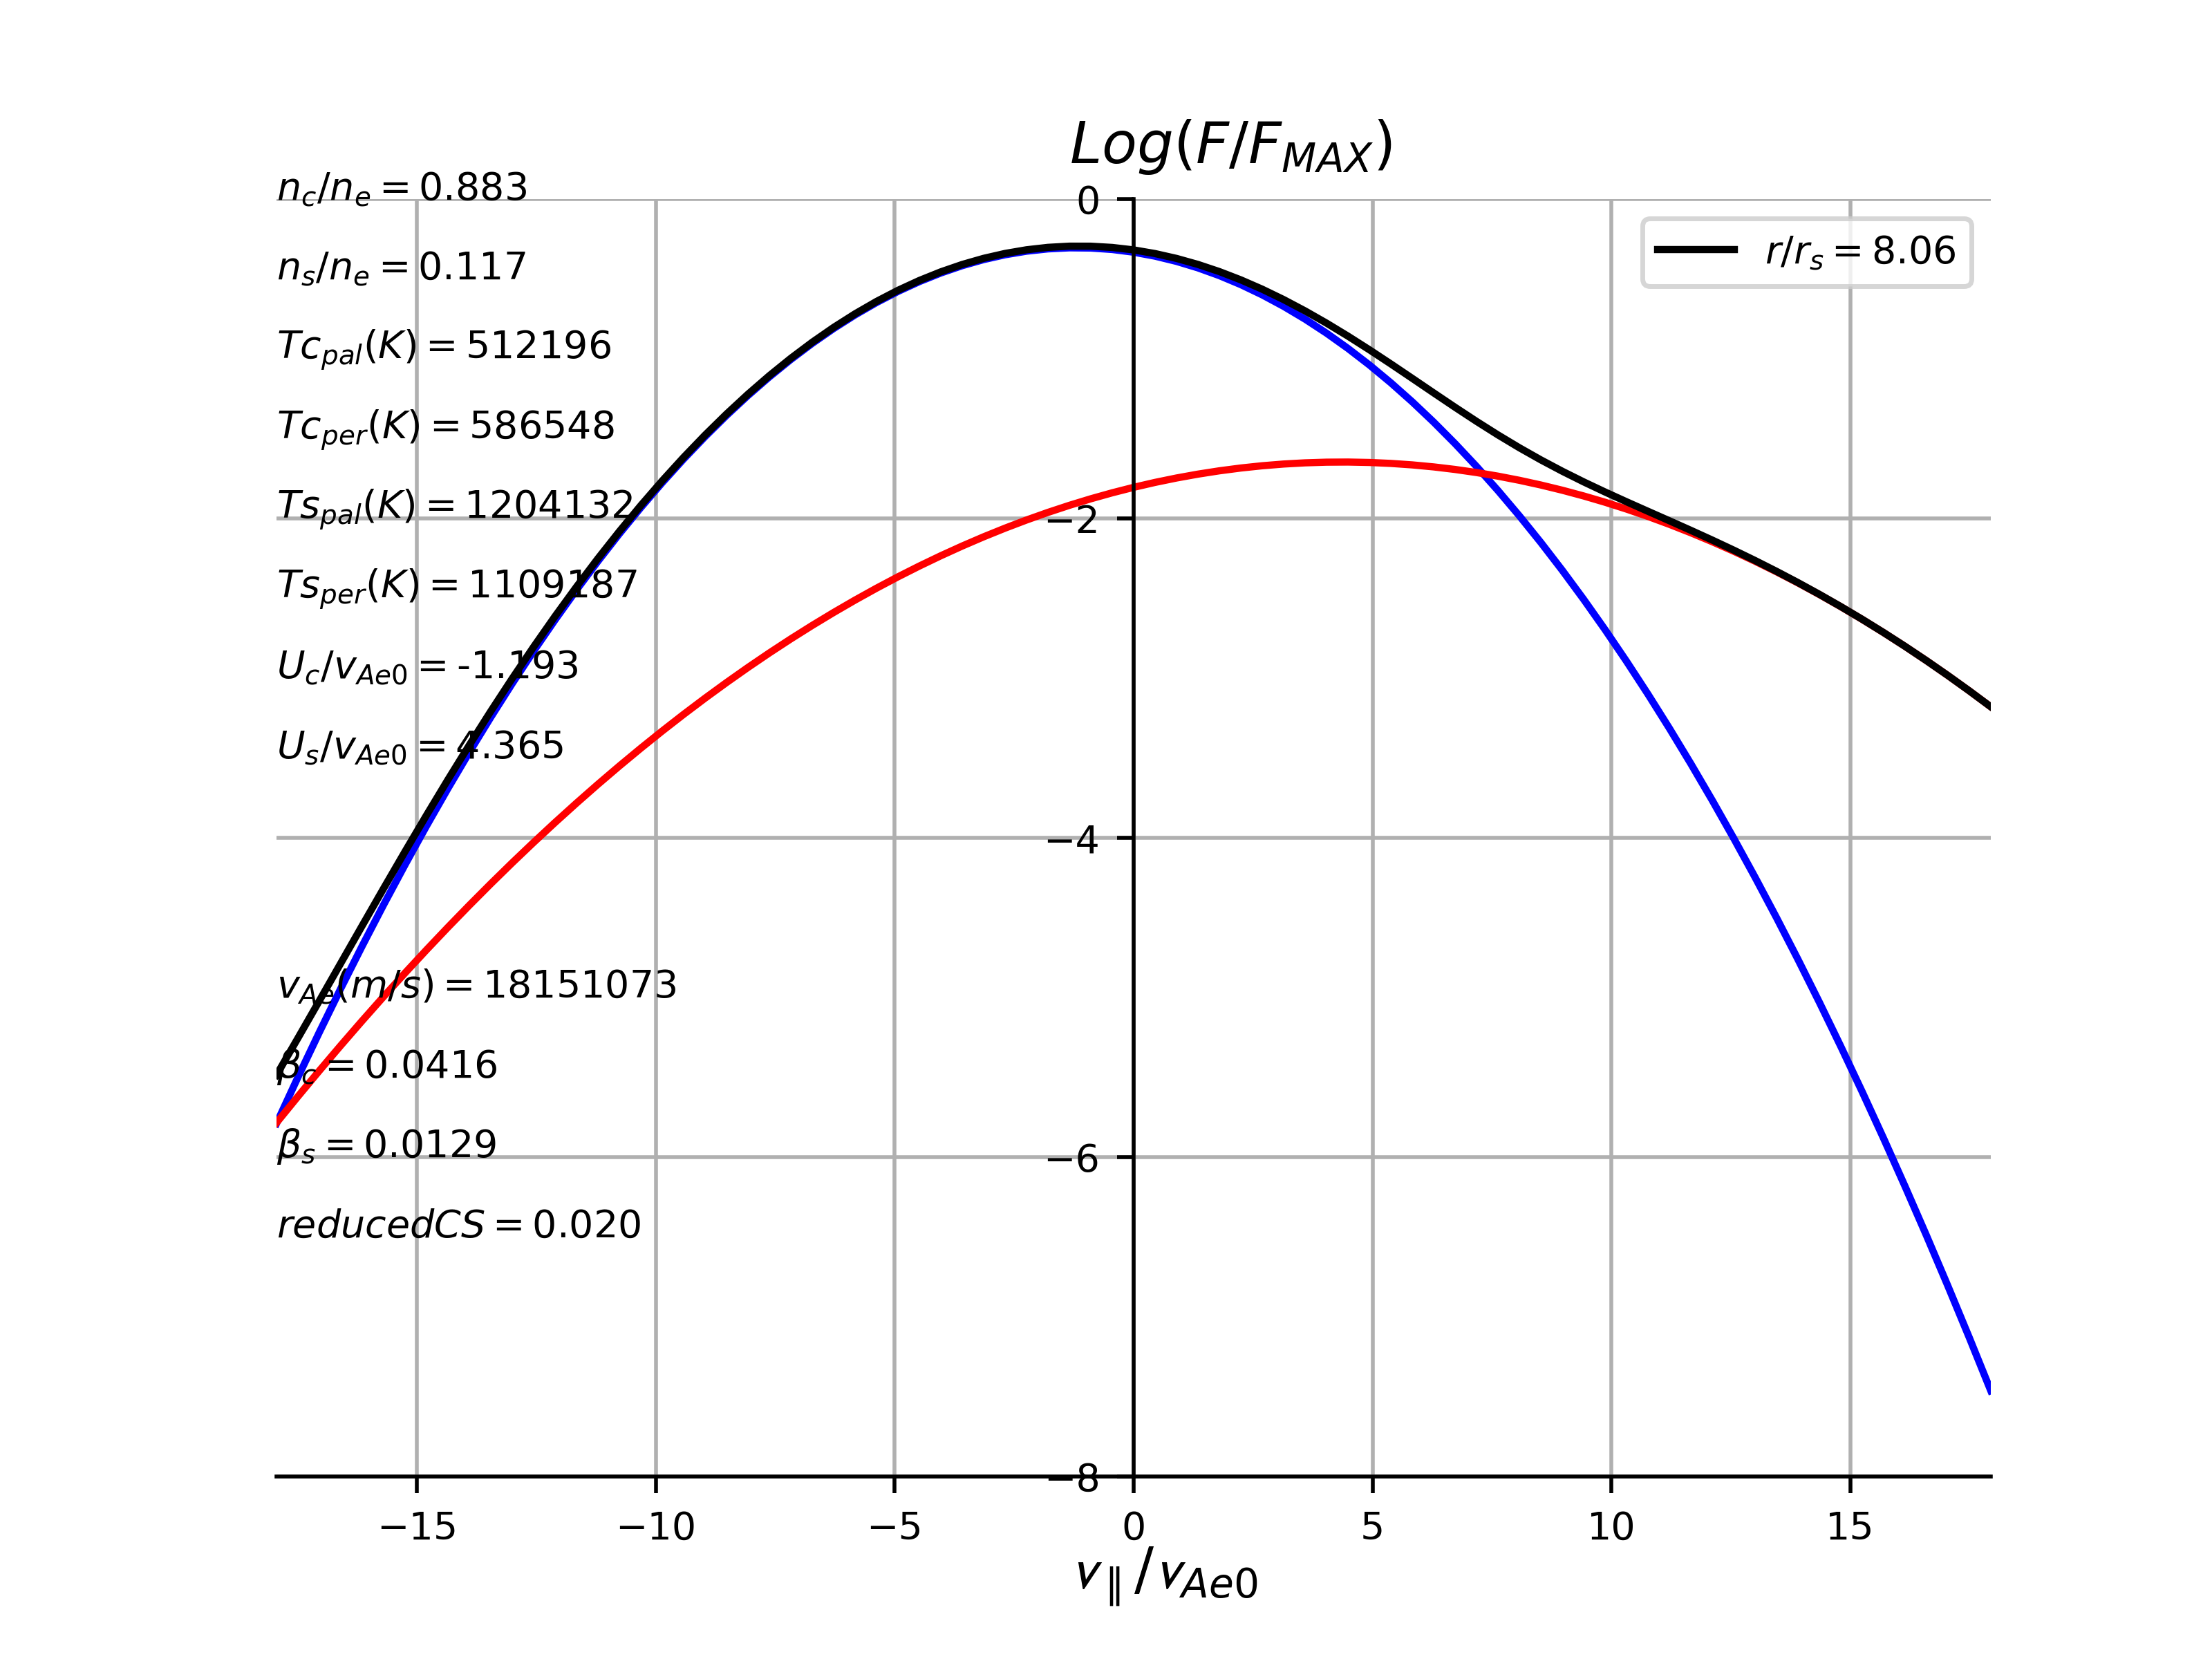 Log(F/F_MAX)
n_c/n_e = 0.883
n_s/n_e = 0.117
Tc_pal(K) = 512196
Tc_per(K) = 586548
Ts_pal(K) = 1204132
Ts_per(K) = 1109187
U_c/v_Ae0 = -1.193
U_s/v_Ae0 = 4.365
v_Ae(m/s) = 18151073
β_c = 0.0416
β_s = 0.0129
reducedCS = 0.020
r/r_s = 8.06
0
−2
−4
−6
−8
−15 −10 −5 0 5 10 15
v_∥/v_Ae0